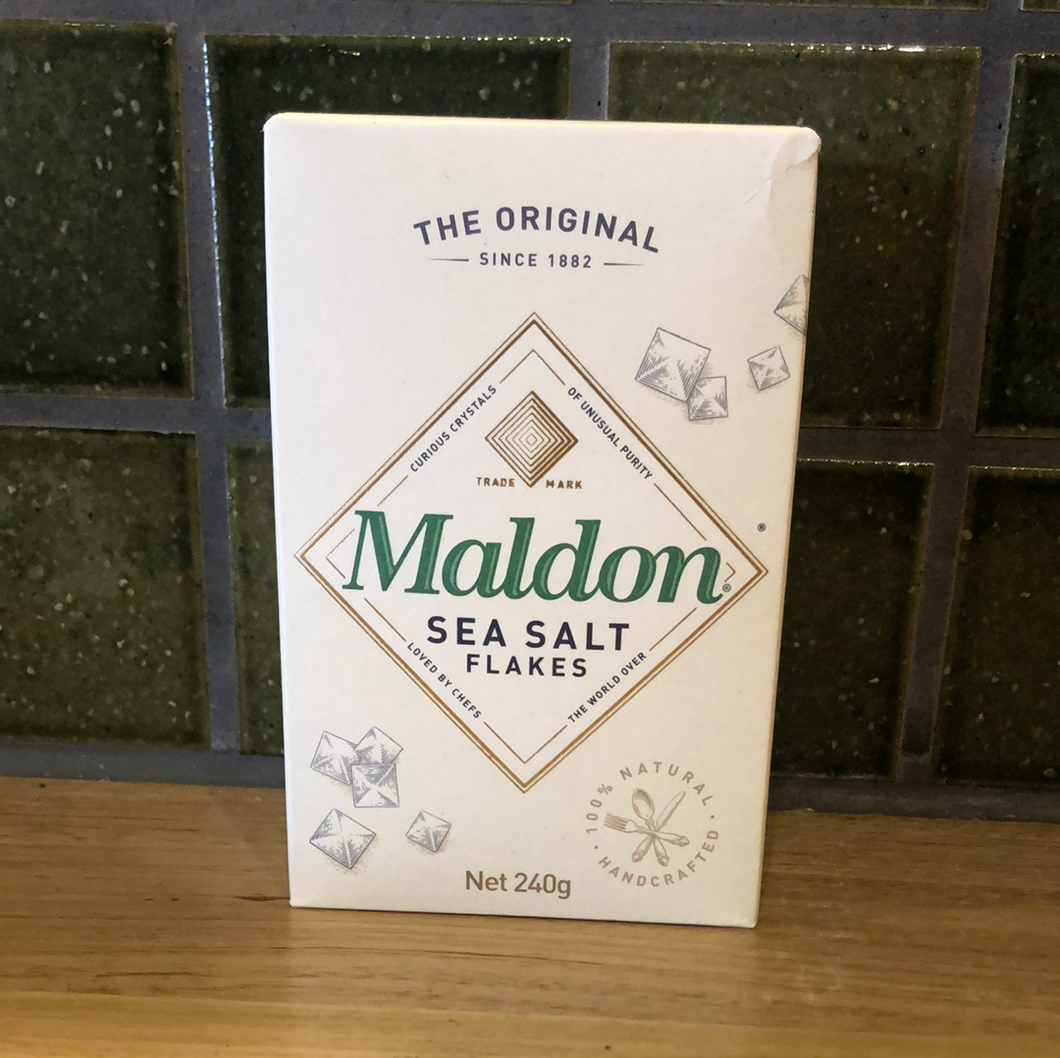 THE ORIGINAL
SINCE 1882
CURIOUS CRYSTALS
OF UNUSUAL PURITY
TRADE MARK
Maldon®
®
SEA SALT
FLAKES
LOVED BY CHEFS
THE WORLD OVER
100% NATURAL
· HANDCRAFTED ·
Net 240g